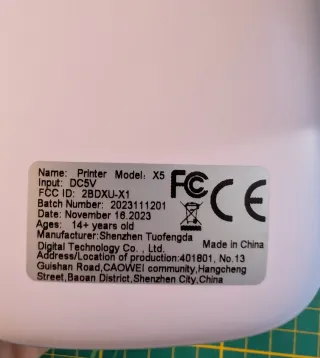 Name: Printer Model: X5
Input: DC5V
FCC ID: 2BDXU-X1
Batch Number: 2023111201
Date: November 16.2023
Ages: 14+ years old
Manufacturer:Shenzhen Tuofengda
Digital Technology Co. , Ltd.
Made in China
Address/Location of production:401801, No.13
Guishan Road,CAOWEI community,Hangcheng
Street,Baoan District,Shenzhen City,China
FC CE